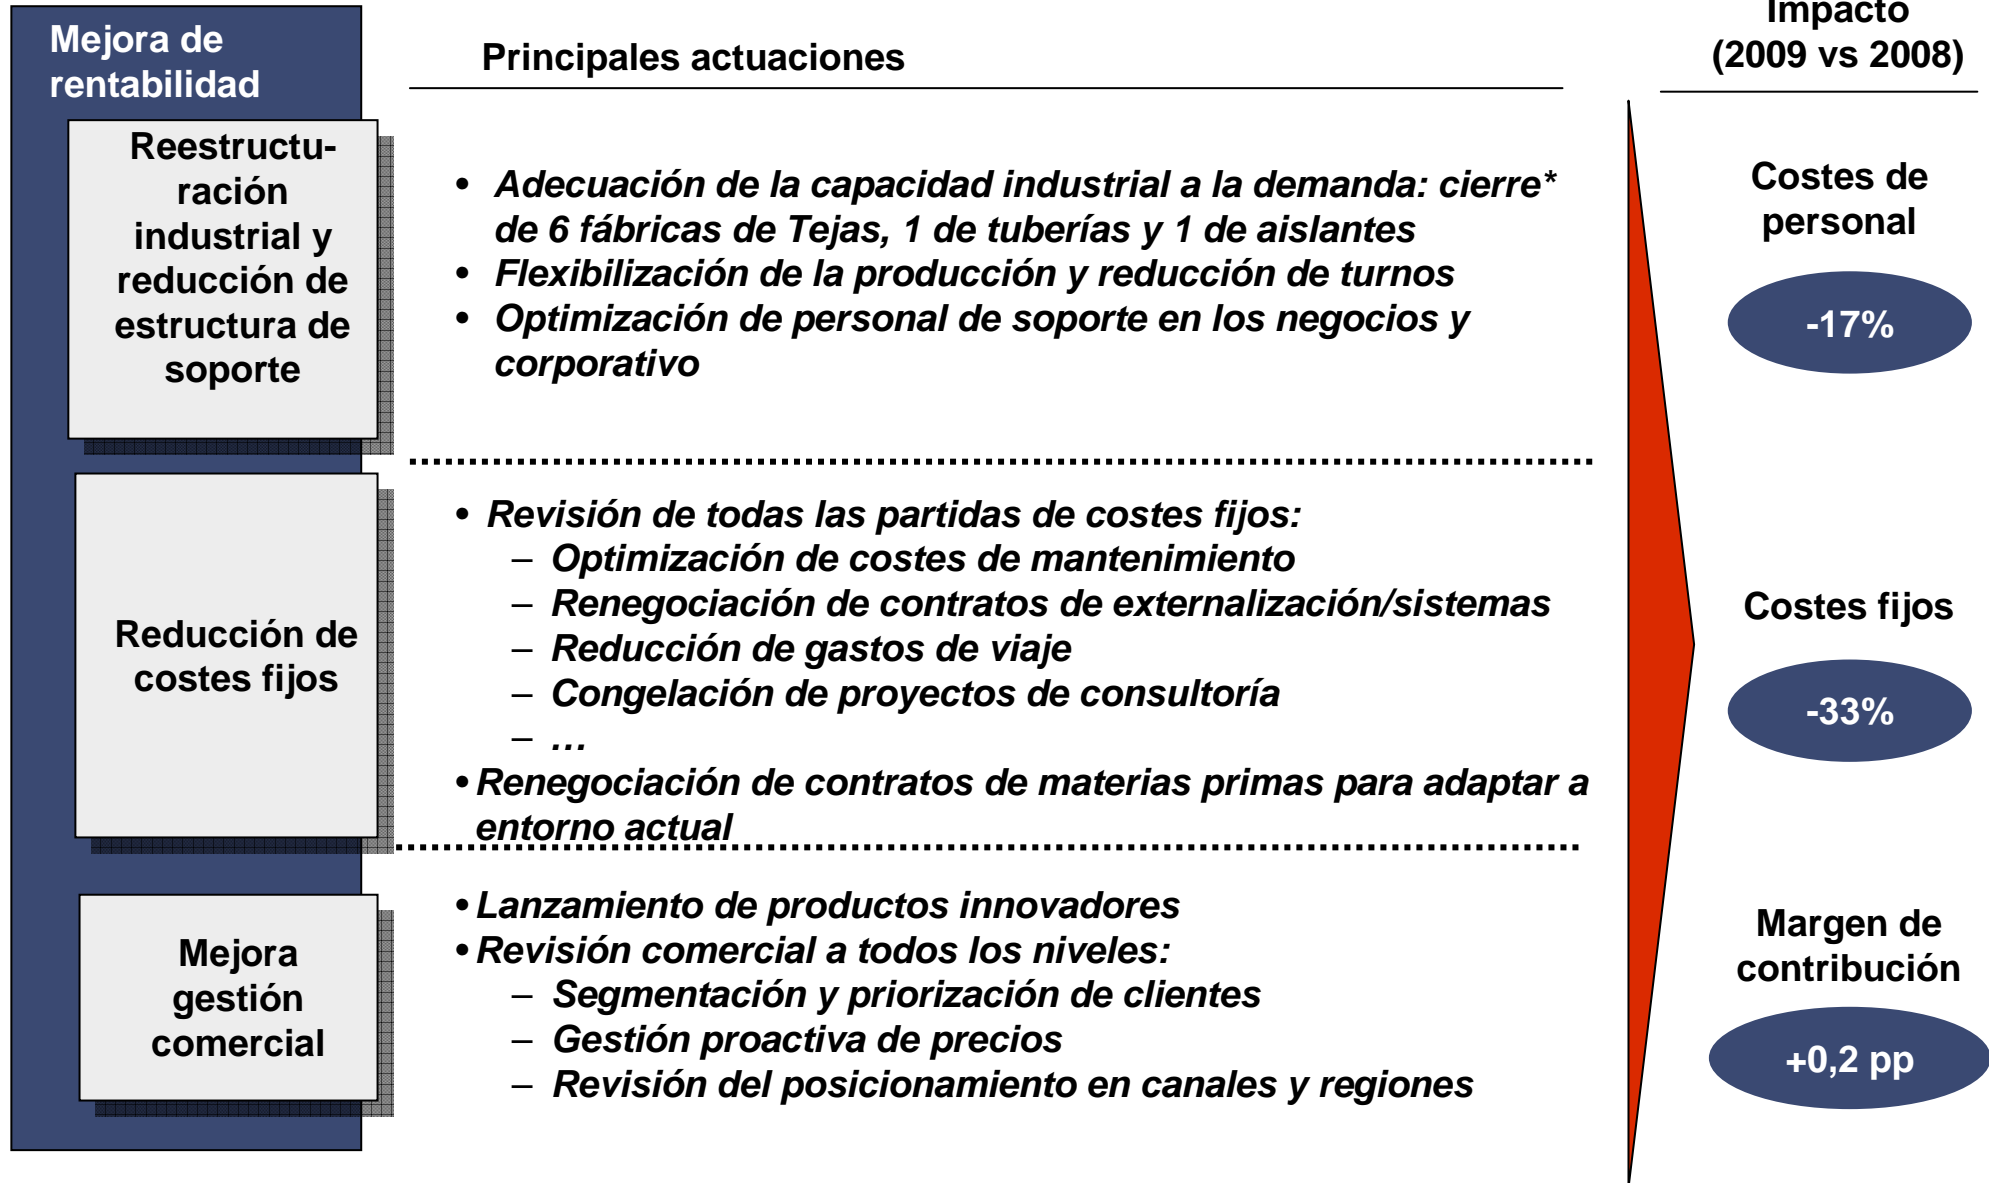 Mejora de
rentabilidad
Principales actuaciones
Impacto
(2009 vs 2008)
Reestructu-
ración
industrial y
reducción de
estructura de
soporte
• Adecuación de la capacidad industrial a la demanda: cierre*
de 6 fábricas de Tejas, 1 de tuberías y 1 de aislantes
• Flexibilización de la producción y reducción de turnos
• Optimización de personal de soporte en los negocios y
corporativo
Costes de
personal
-17%
Reducción de
costes fijos
• Revisión de todas las partidas de costes fijos:
– Optimización de costes de mantenimiento
– Renegociación de contratos de externalización/sistemas
– Reducción de gastos de viaje
– Congelación de proyectos de consultoría
– …
• Renegociación de contratos de materias primas para adaptar a
entorno actual
Costes fijos
-33%
Mejora
gestión
comercial
• Lanzamiento de productos innovadores
• Revisión comercial a todos los niveles:
– Segmentación y priorización de clientes
– Gestión proactiva de precios
– Revisión del posicionamiento en canales y regiones
Margen de
contribución
+0,2 pp